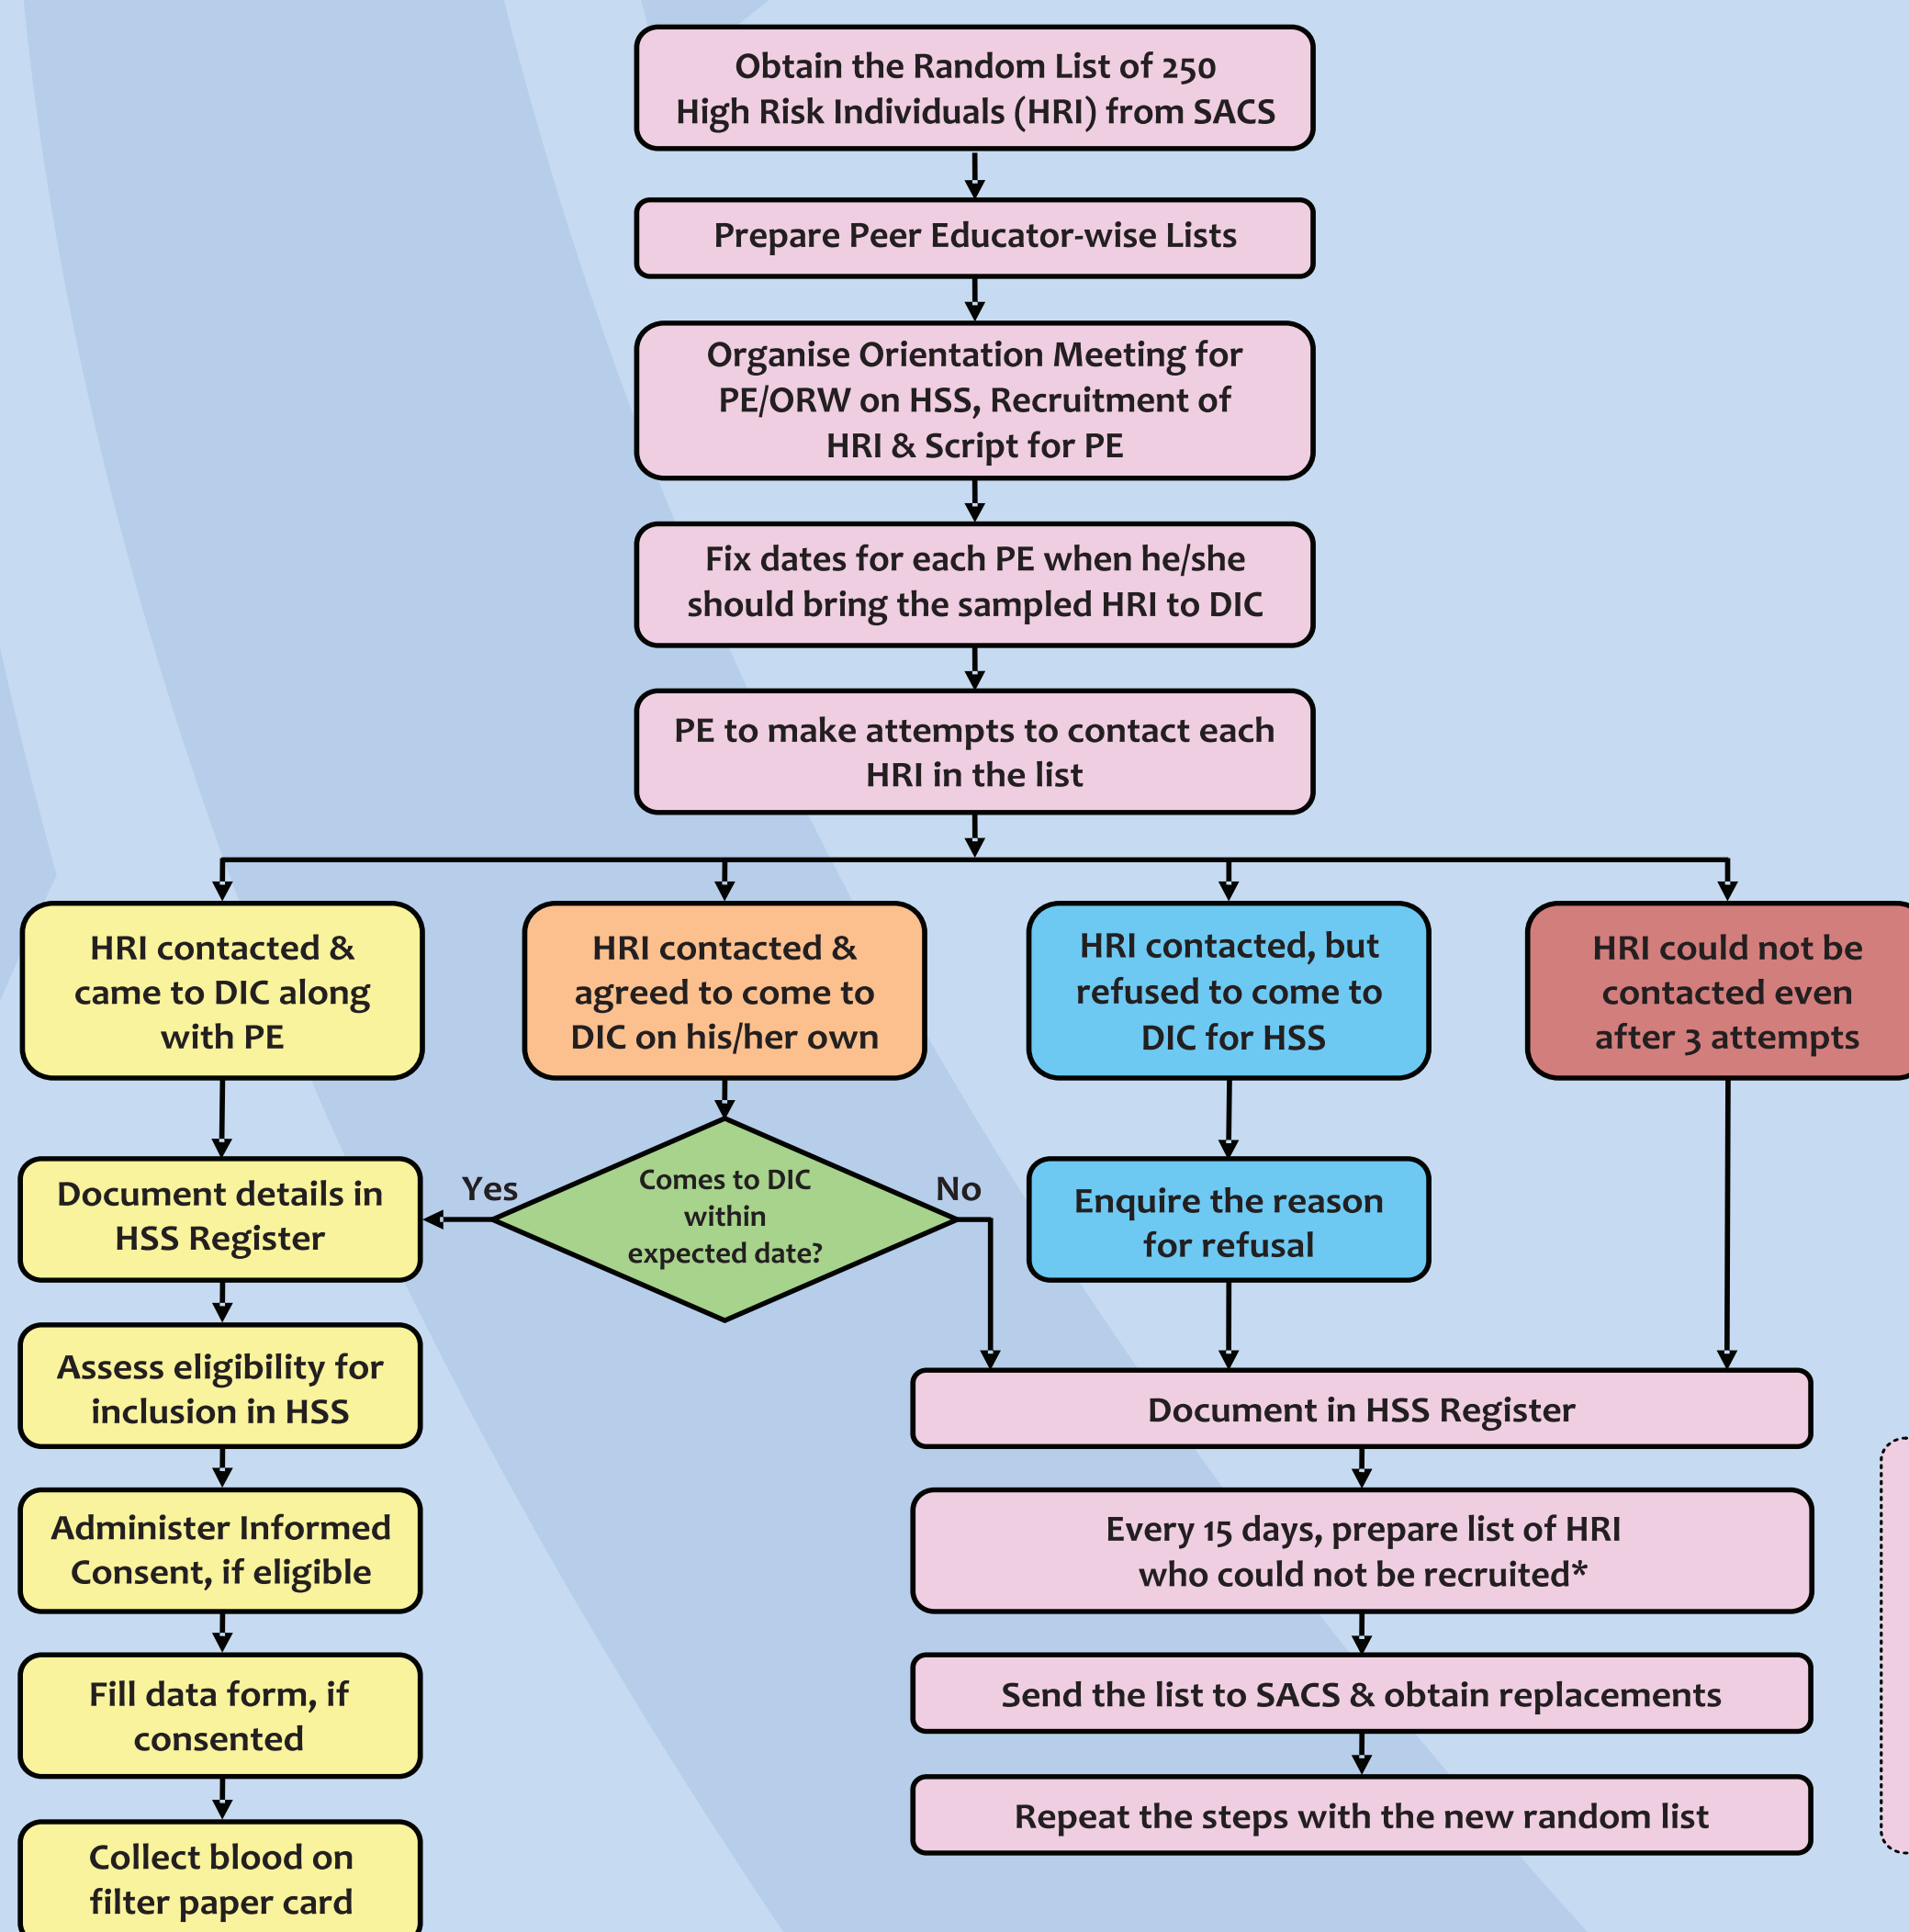 Obtain the Random List of 250
High Risk Individuals (HRI) from SACS
Prepare Peer Educator-wise Lists
Organise Orientation Meeting for
PE/ORW on HSS, Recruitment of
HRI & Script for PE
Fix dates for each PE when he/she
should bring the sampled HRI to DIC
PE to make attempts to contact each
HRI in the list
HRI contacted &
came to DIC along
with PE
HRI contacted &
agreed to come to
DIC on his/her own
HRI contacted, but
refused to come to
DIC for HSS
HRI could not be
contacted even
after 3 attempts
Document details in
HSS Register
Yes
Comes to DIC
within
expected date?
No
Enquire the reason
for refusal
Assess eligibility for
inclusion in HSS
Administer Informed
Consent, if eligible
Fill data form, if
consented
Collect blood on
filter paper card
Document in HSS Register
Every 15 days, prepare list of HRI
who could not be recruited*
Send the list to SACS & obtain replacements
Repeat the steps with the new random list